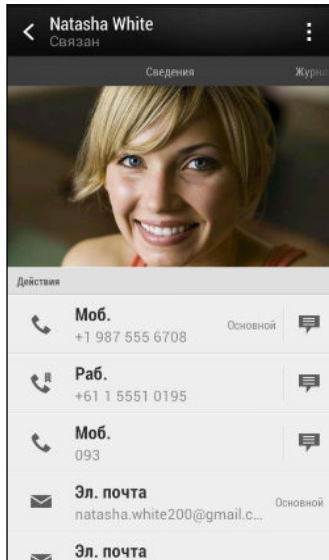 Natasha White
Связан
Сведения
Журна
Действия
Моб.
+1 987 555 6708
Основной
Раб.
+61 1 5551 0195
Моб.
093
Эл. почта
natasha.white200@gmail.c...
Основной
Эл. почта